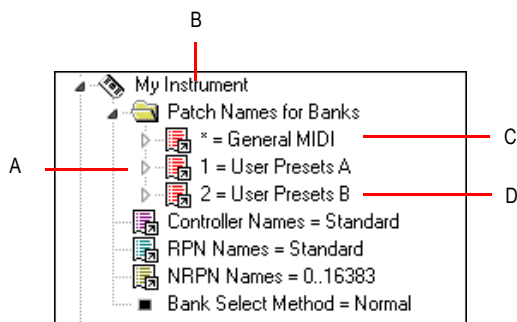 B
My Instrument
Patch Names for Banks
* = General MIDI
C
A
1 = User Presets A
2 = User Presets B
D
Controller Names = Standard
RPN Names = Standard
NRPN Names = 0..16383
Bank Select Method = Normal